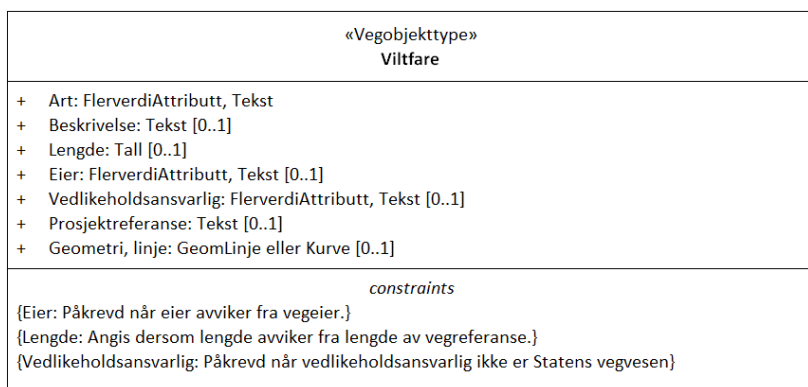 «Vegobjekttype»
Viltfare
+ Art: FlerverdiAttributt, Tekst
+ Beskrivelse: Tekst [0..1]
+ Lengde: Tall [0..1]
+ Eier: FlerverdiAttributt, Tekst [0..1]
+ Vedlikeholdsansvarlig: FlerverdiAttributt, Tekst [0..1]
+ Prosjektreferanse: Tekst [0..1]
+ Geometri, linje: GeomLinje eller Kurve [0..1]
constraints
{Eier: Påkrevd når eier avviker fra vegeier.}
{Lengde: Angis dersom lengde avviker fra lengde av vegreferanse.}
{Vedlikeholdsansvarlig: Påkrevd når vedlikeholdsansvarlig ikke er Statens vegvesen}